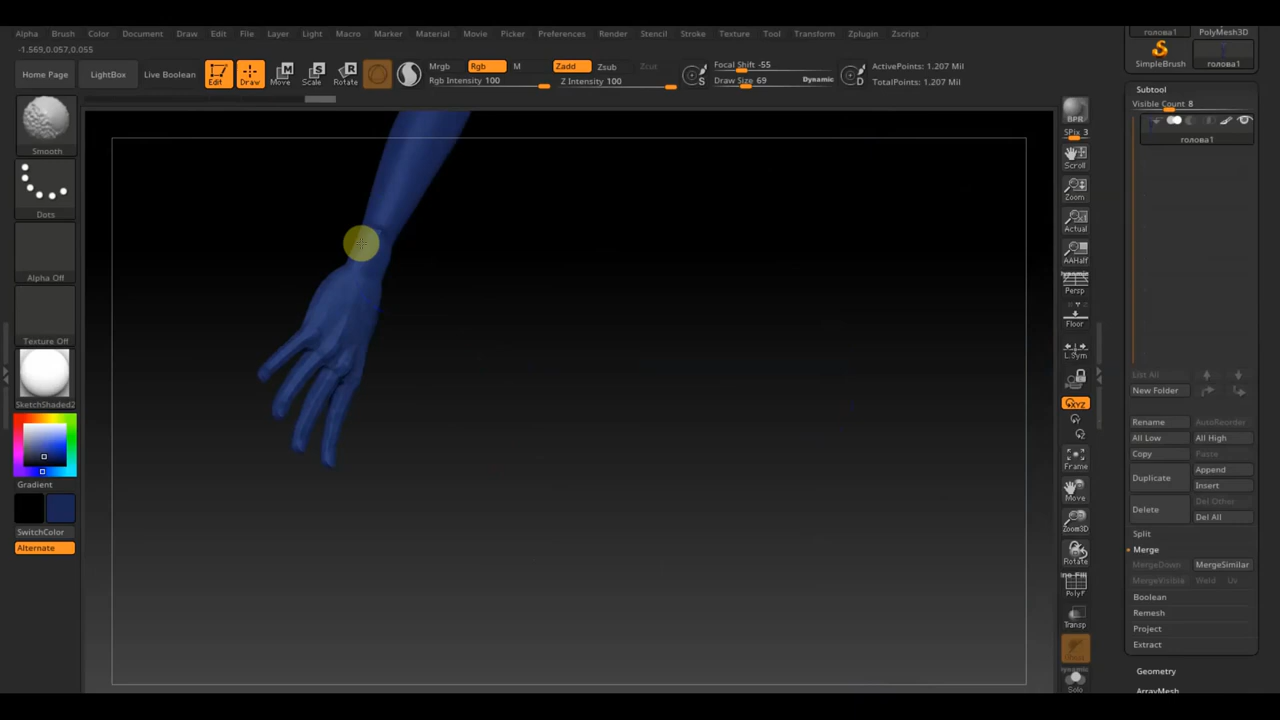 Alpha Brush Color Document Draw Edit File Layer Light Macro Marker Material Movie Picker Preferences Render Stencil Stroke Texture Tool Transform Zplugin Zscript
-1.569,0.057,0.055
голова1 PolyMesh3D
SimpleBrush голова1
Home Page LightBox Live Boolean Edit Draw Move Scale Rotate
Mrgb Rgb M Zadd Zsub Zcut
Rgb Intensity 100 Z Intensity 100
Focal Shift -55
Draw Size 69 Dynamic
ActivePoints: 1.207 Mil
TotalPoints: 1.207 Mil
Smooth
Dots
Alpha Off
Texture Off
SketchShaded2
Gradient
SwitchColor
Alternate
BPR
SPix 3
Scroll
Zoom
Actual
AAHalf
Dynamic
Persp
Floor
L.Sym
XYZ
Frame
Move
Zoom3D
Rotate
Line Fill
PolyF
Transp
Dynamic
Solo
Subtool
Visible Count 8
голова1
List All
New Folder
Rename AutoReorder
All Low All High
Copy Paste
Duplicate Append
Insert
Delete Del Other
Del All
Split
Merge
MergeDown MergeSimilar
MergeVisible Weld Uv
Boolean
Remesh
Project
Extract
Geometry
ArrayMesh